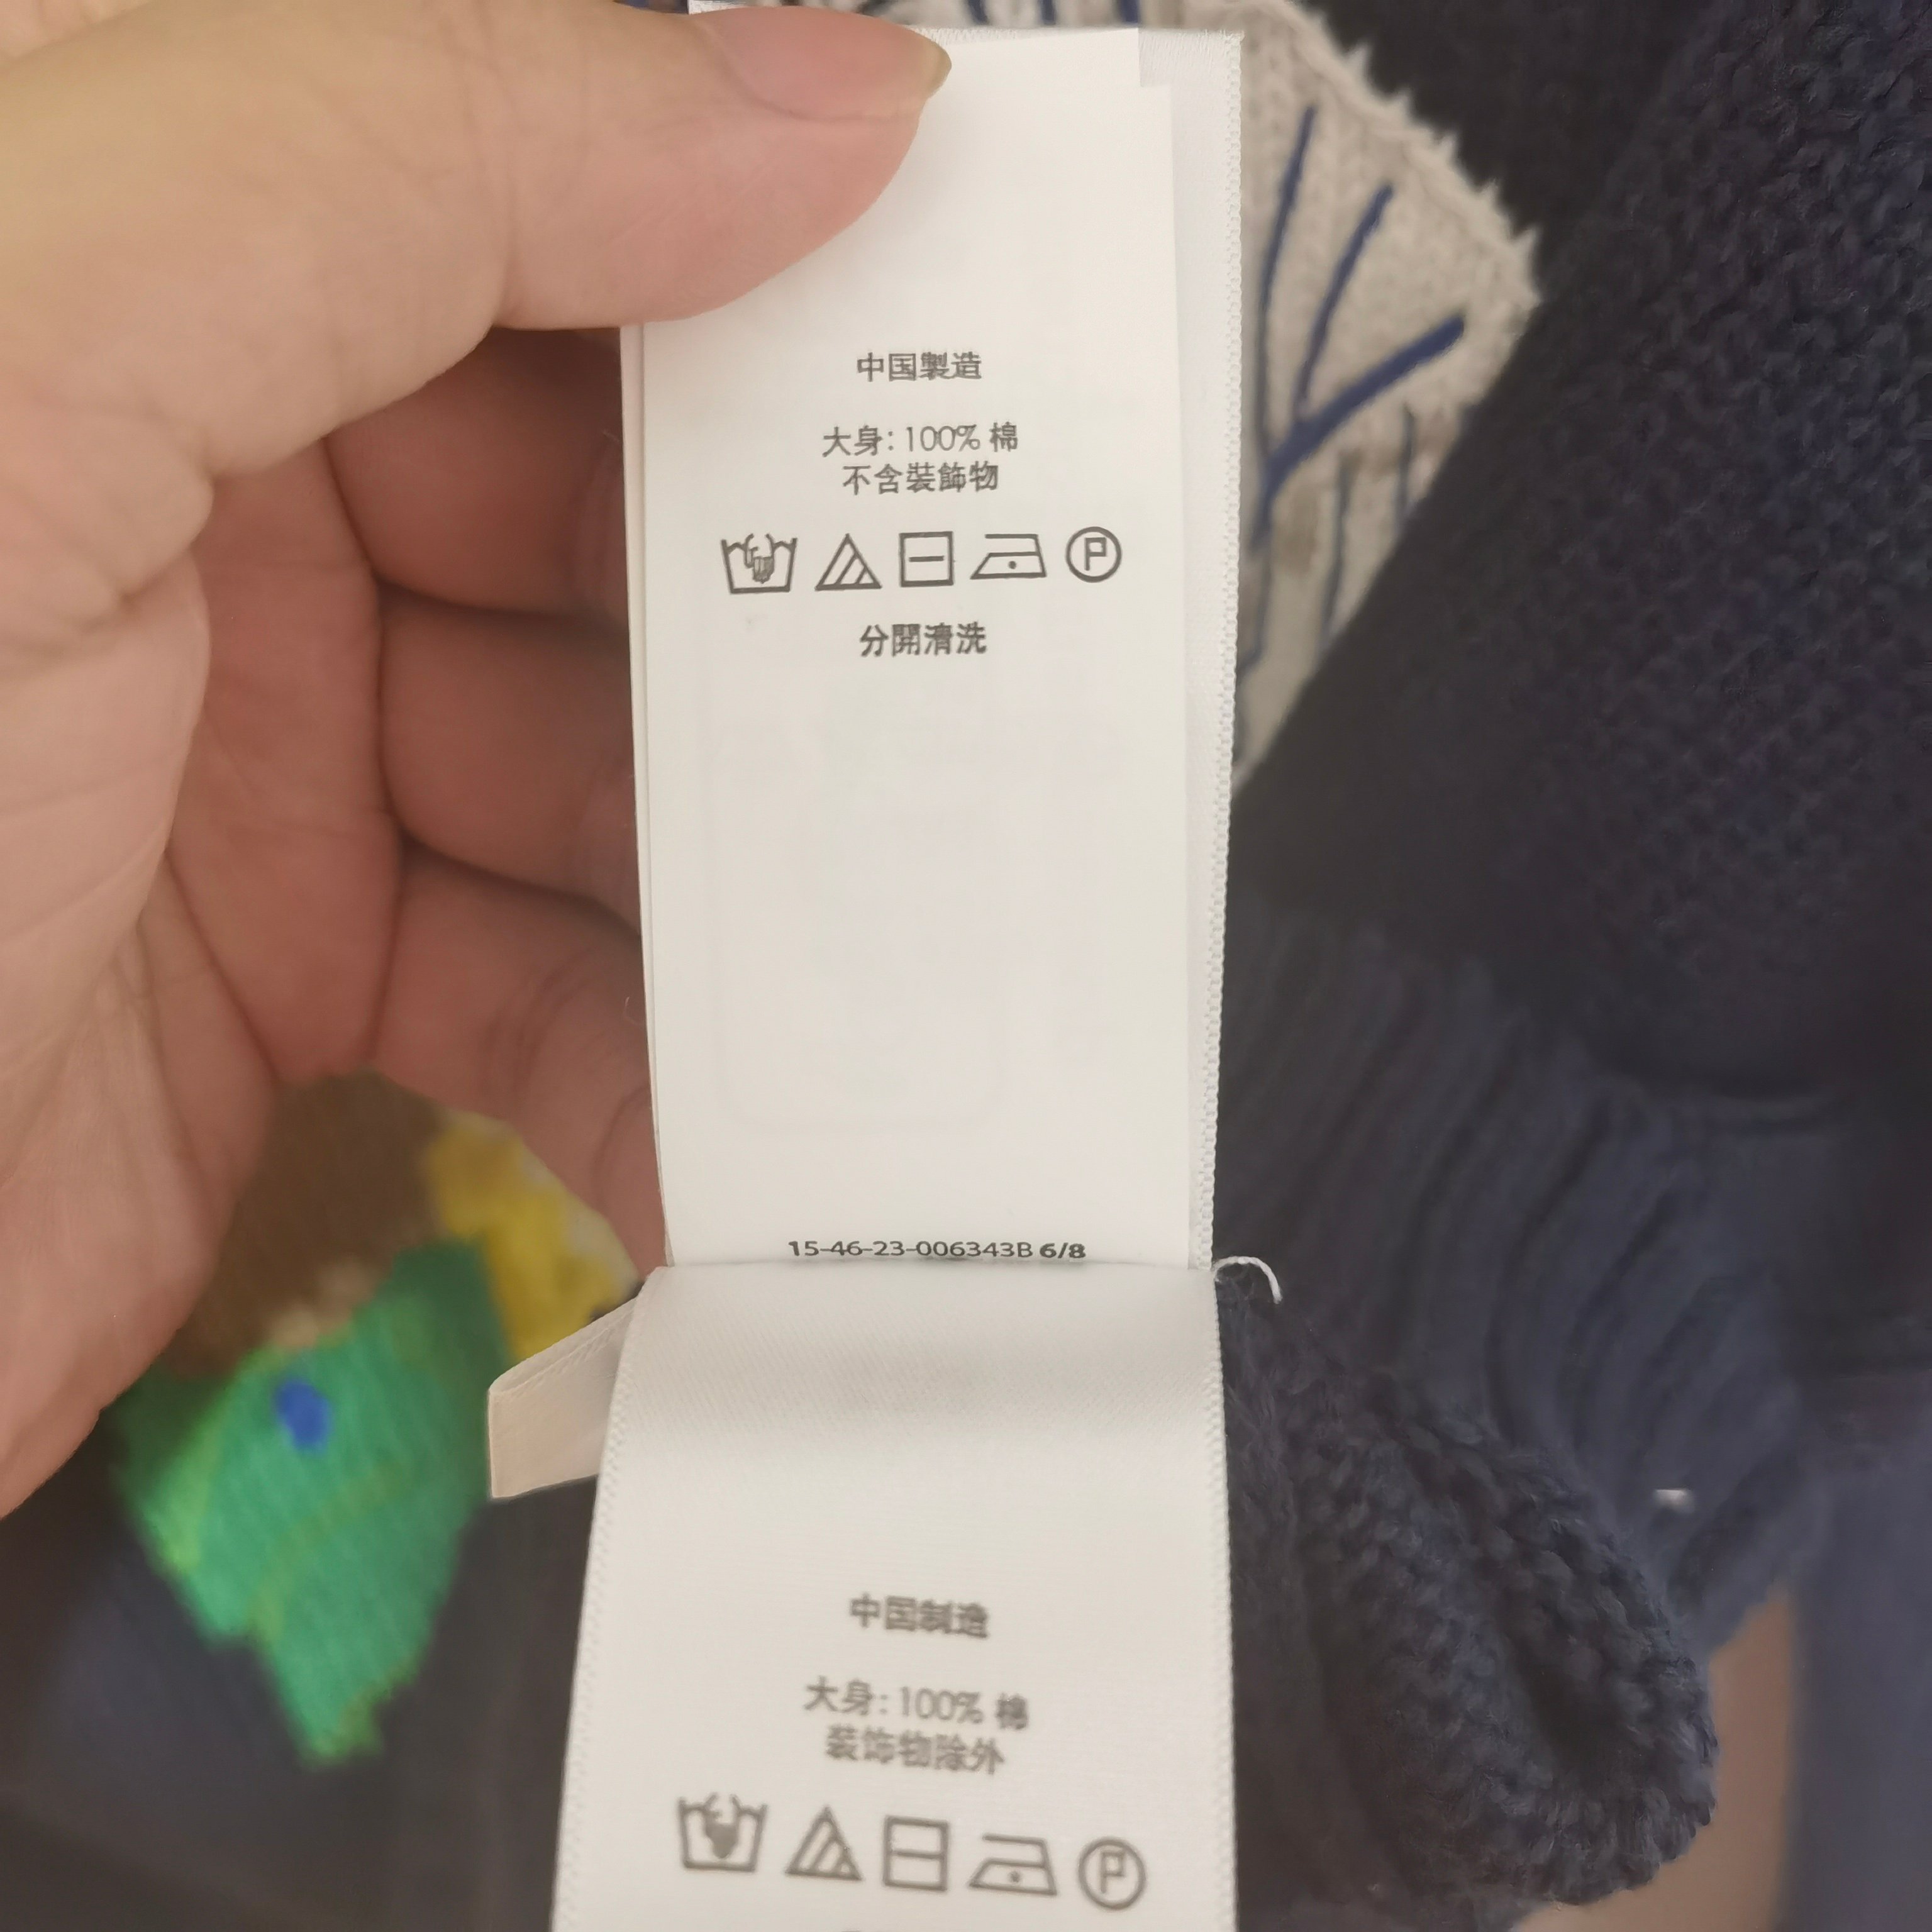 中国製造
大身: 100% 棉
不含裝飾物
P
分開清洗
15-46-23-006343B 6/8
中国制造
大身: 100% 棉
装饰物除外
P